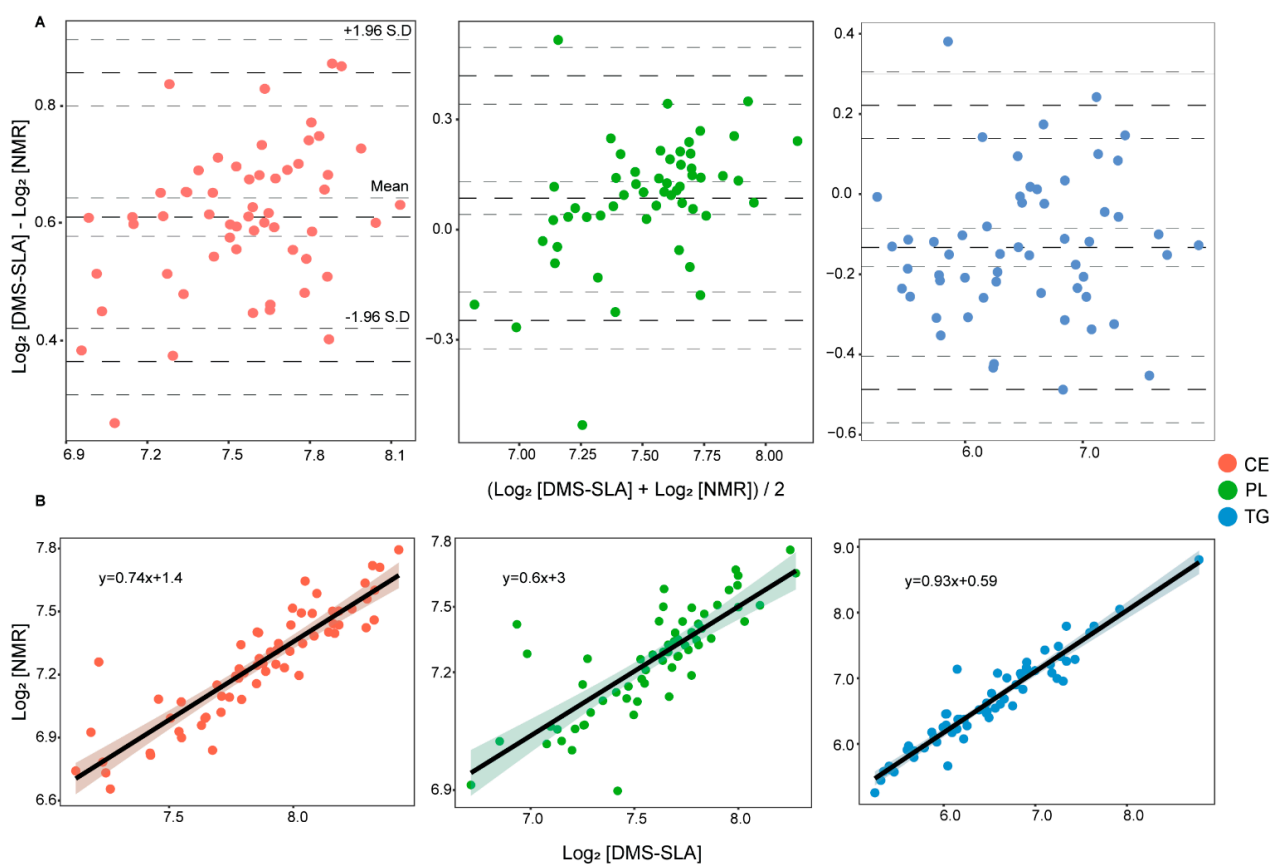 A
+1.96 S.D
Mean
-1.96 S.D
0.8
0.6
0.4
6.9 7.2 7.5 7.8 8.1
0.3
0.0
−0.3
7.00 7.25 7.50 7.75 8.00
0.4
0.2
0.0
−0.2
−0.4
−0.6
6.0 7.0
Log₂ [DMS-SLA] - Log₂ [NMR]
(Log₂ [DMS-SLA] + Log₂ [NMR]) / 2
CE
PL
TG
B
y=0.74x+1.4
7.8
7.5
7.2
6.9
6.6
7.5 8.0
y=0.6x+3
7.8
7.5
7.2
6.9
7.0 7.5 8.0
y=0.93x+0.59
9.0
8.0
7.0
6.0
6.0 7.0 8.0
Log₂ [NMR]
Log₂ [DMS-SLA]